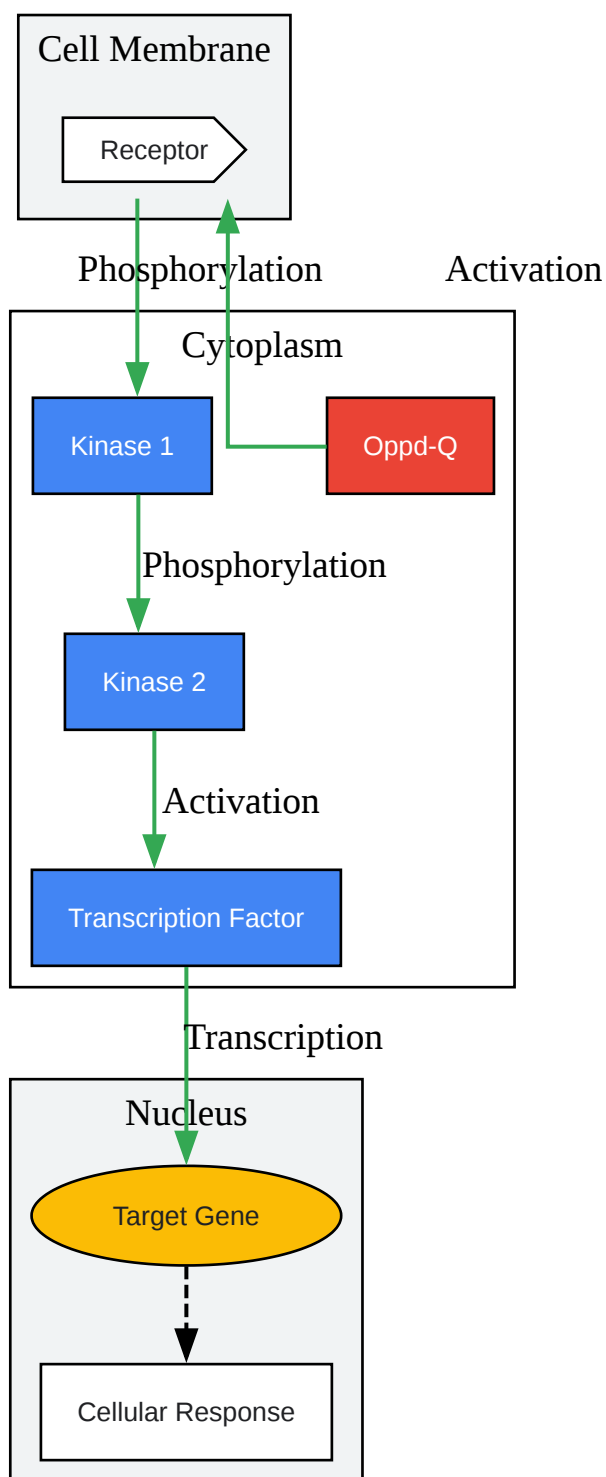 Cell Membrane
Receptor
Phosphorylation
Activation
Cytoplasm
Kinase 1
Oppd-Q
Phosphorylation
Kinase 2
Activation
Transcription Factor
Transcription
Nucleus
Target Gene
Cellular Response